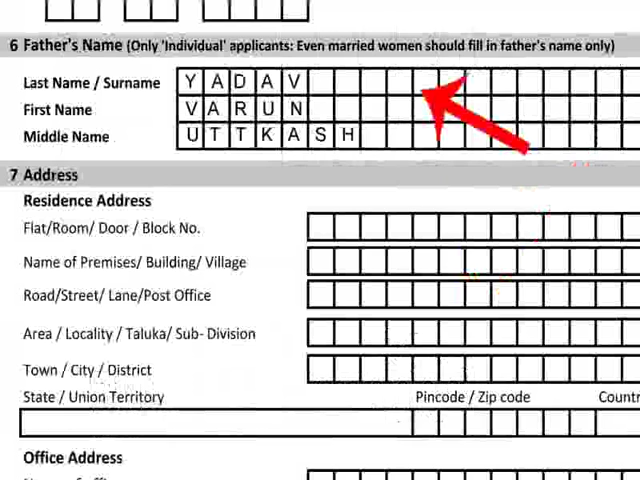 6 Father's Name (Only 'Individual' applicants: Even married women should fill in father's name only)
Last Name / Surname YADAV
First Name VARUN
Middle Name UTTKASH
7 Address
Residence Address
Flat/Room/ Door / Block No.
Name of Premises/ Building/ Village
Road/Street/ Lane/Post Office
Area / Locality / Taluka/ Sub- Division
Town / City / District
State / Union Territory Pincode / Zip code
Office Address